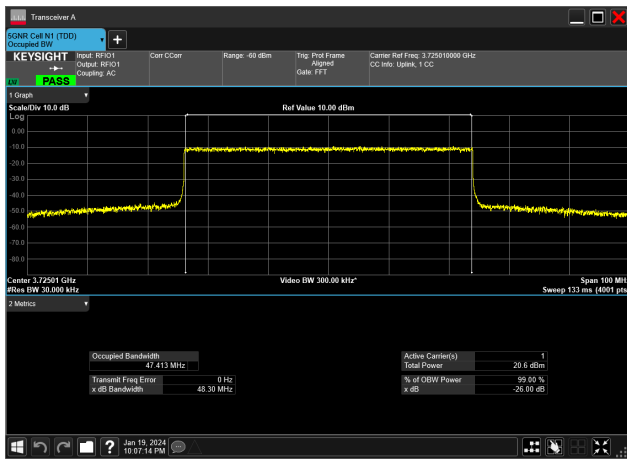 Transceiver A
5GNR Cell N1 (TDD)
Occupied BW
KEYSIGHT
Input: RFIO1
Output: RFIO1
Coupling: AC
Corr CCorr
Range: -60 dBm
Trig: Prot Frame
Aligned
Gate: FFT
Carrier Ref Freq: 3.725010000 GHz
CC Info: Uplink, 1 CC
PASS
1 Graph
Scale/Div 10.0 dB
Ref Value 10.00 dBm
Log
0.00
-10.0
-20.0
-30.0
-40.0
-50.0
-60.0
-70.0
-80.0
Center 3.72501 GHz
Video BW 300.00 kHz*
Span 100 MH
#Res BW 30.000 kHz
Sweep 133 ms (4001 pts
2 Metrics
Occupied Bandwidth
47.413 MHz
Transmit Freq Error 0 Hz
x dB Bandwidth 48.30 MHz
Active Carrier(s) 1
Total Power 20.6 dBm
% of OBW Power 99.00 %
x dB -26.00 dB
Jan 19, 2024
10:07:14 PM